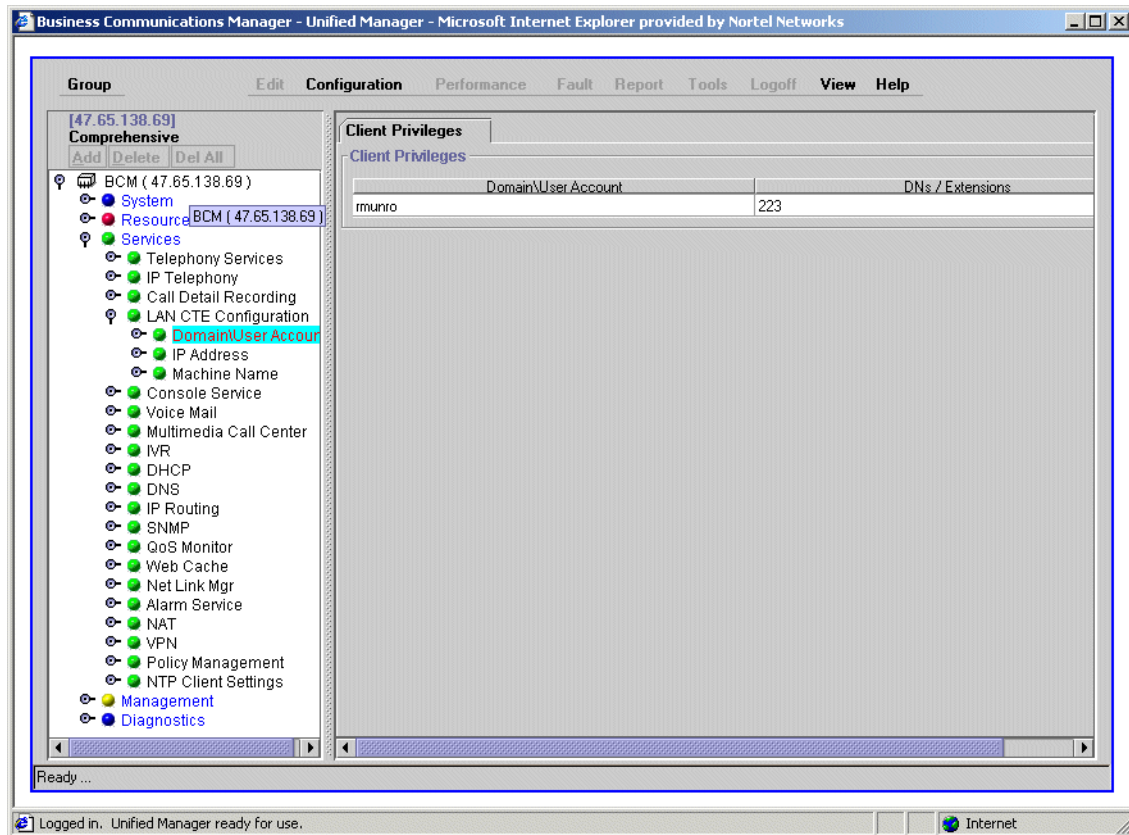 Business Communications Manager - Unified Manager - Microsoft Internet Explorer provided by Nortel Networks
Group Edit Configuration Performance Fault Report Tools Logoff View Help
[47.65.138.69]
Comprehensive
Add Delete Del All
BCM ( 47.65.138.69 )
System
Resource
BCM ( 47.65.138.69 )
Services
Telephony Services
IP Telephony
Call Detail Recording
LAN CTE Configuration
Domain\User Accour
IP Address
Machine Name
Console Service
Voice Mail
Multimedia Call Center
IVR
DHCP
DNS
IP Routing
SNMP
QoS Monitor
Web Cache
Net Link Mgr
Alarm Service
NAT
VPN
Policy Management
NTP Client Settings
Management
Diagnostics
Client Privileges
Client Privileges
Domain\User Account DNs / Extensions
rmunro 223
Ready ...
Logged in. Unified Manager ready for use. Internet